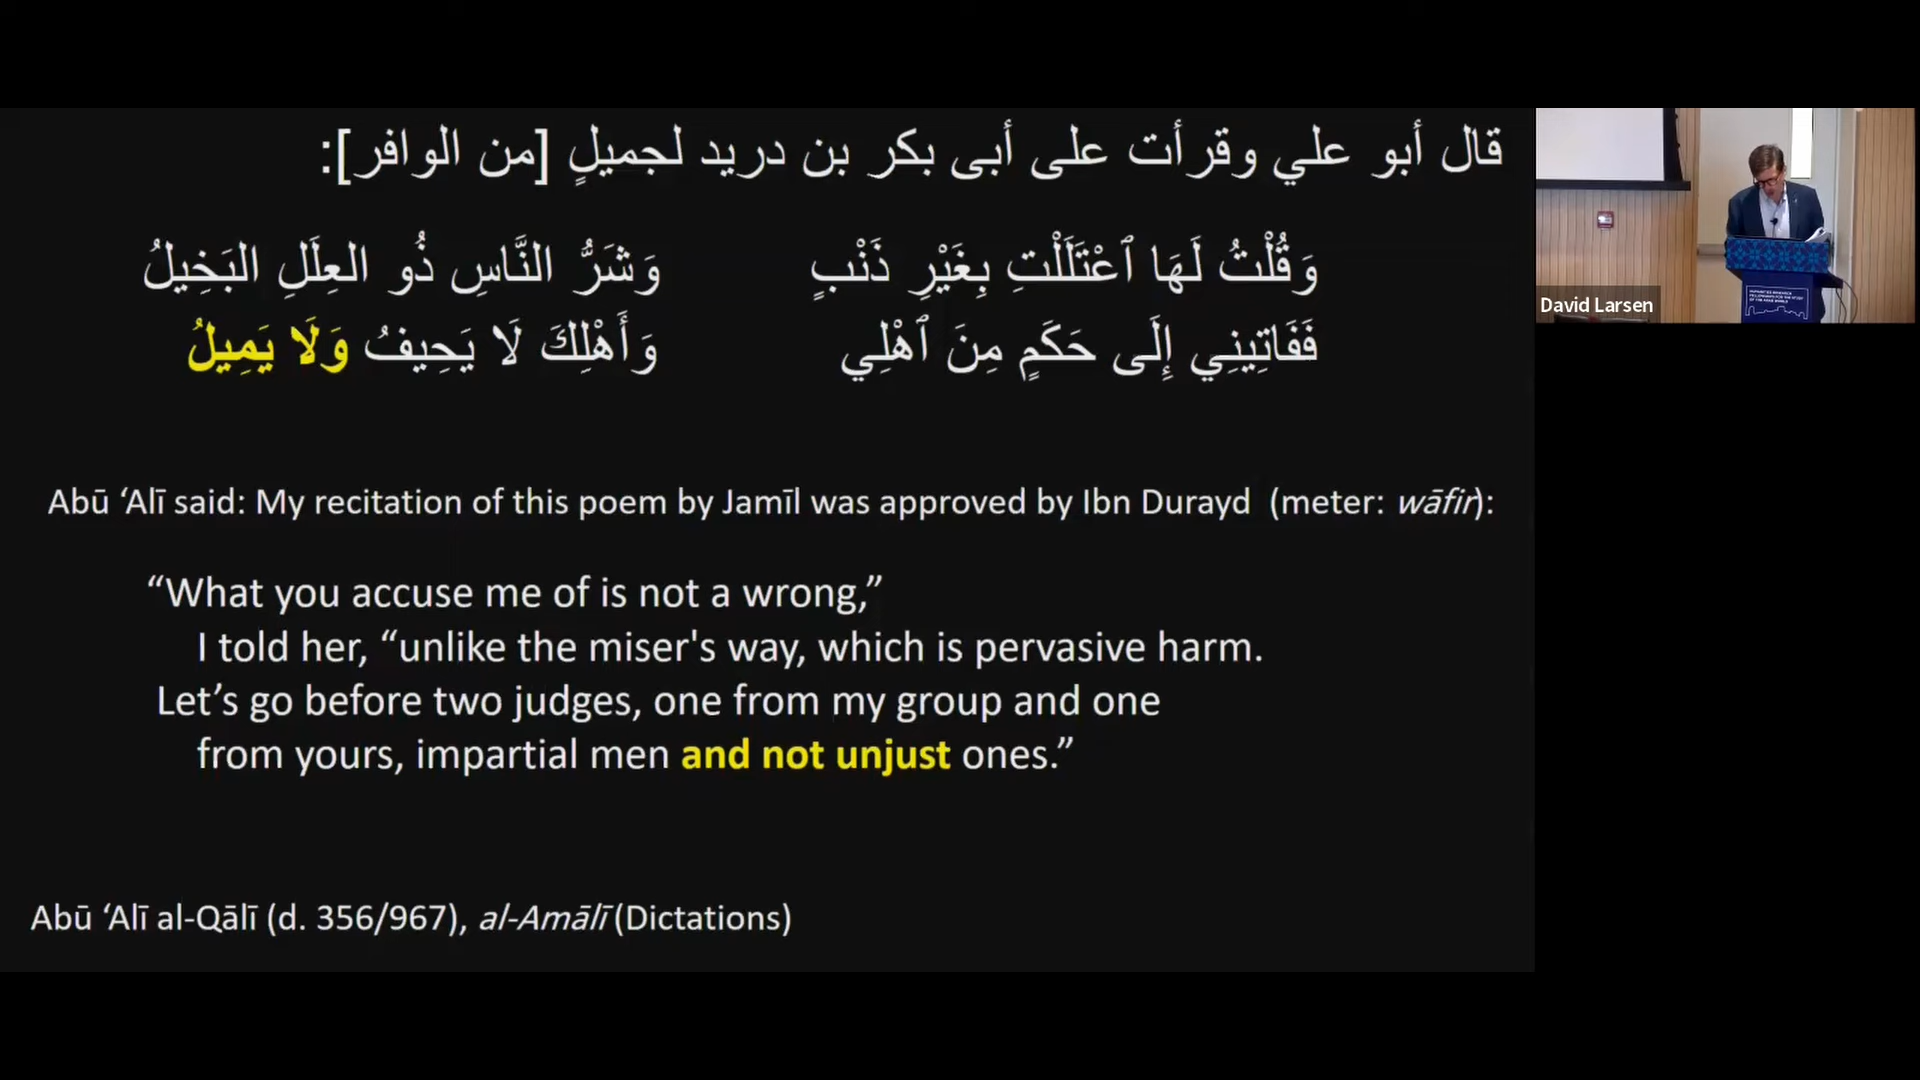 قال أبو علي وقرأت على أبى بكر بن دريد لجميلٍ [من الوافر]:
وَقُلْتُ لَهَا ٱعْتَلَلْتِ بِغَيْرِ ذَنْبٍ وَشَرُّ النَّاسِ ذُو العِلَلِ البَخِيلُ
فَفَاتِينِي إِلَى حَكَمٍ مِنَ ٱهْلِي وَأَهْلِكَ لَا يَحِيفُ وَلَا يَمِيلُ
Abū ‘Alī said: My recitation of this poem by Jamīl was approved by Ibn Durayd (meter: wāfir):
“What you accuse me of is not a wrong,”
I told her, “unlike the miser's way, which is pervasive harm.
Let’s go before two judges, one from my group and one
from yours, impartial men and not unjust ones.”
Abū ‘Alī al-Qālī (d. 356/967), al-Amālī (Dictations)
David Larsen